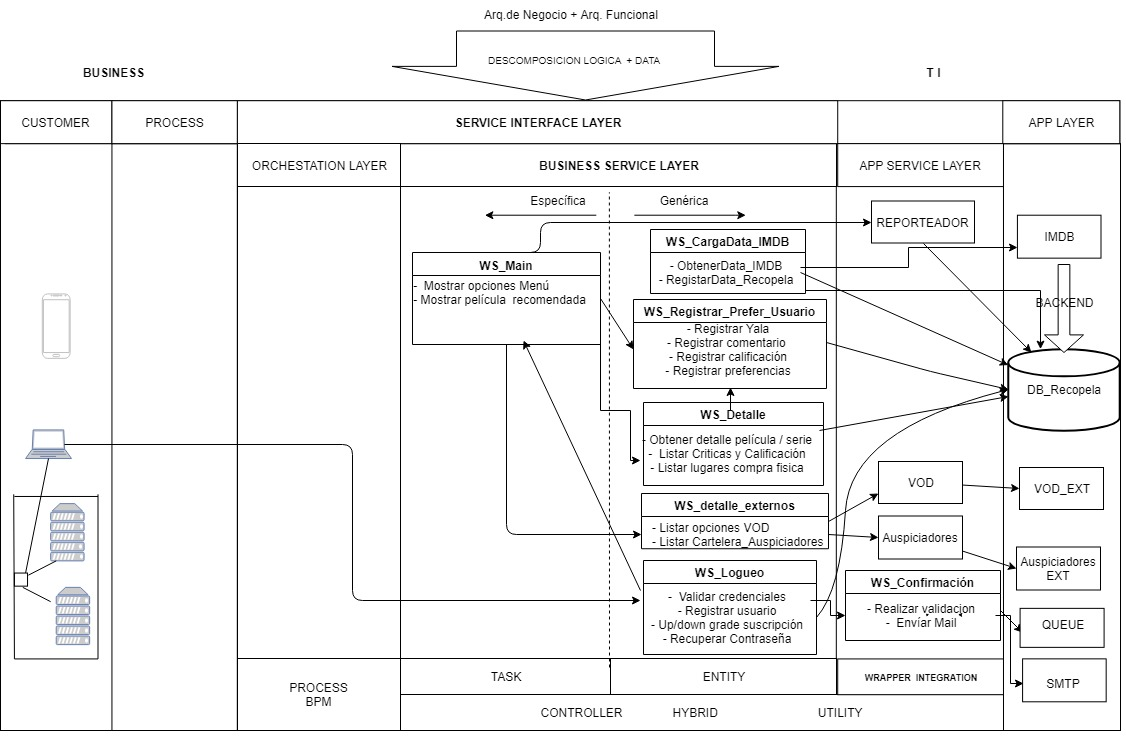 Arq.de Negocio + Arq. Funcional
DESCOMPOSICION LOGICA + DATA
BUSINESS
T I
CUSTOMER
PROCESS
SERVICE INTERFACE LAYER
APP LAYER
ORCHESTATION LAYER
BUSINESS SERVICE LAYER
APP SERVICE LAYER
Específica
Genérica
REPORTEADOR
IMDB
WS_CargaData_IMDB
- ObtenerData_IMDB
- RegistarData_Recopela
WS_Main
- Mostrar opciones Menú
- Mostrar película recomendada
BACKEND
WS_Registrar_Prefer_Usuario
- Registrar Yala
- Registrar comentario
- Registrar calificación
- Registrar preferencias
DB_Recopela
WS_Detalle
- Obtener detalle película / serie
- Listar Criticas y Calificación
- Listar lugares compra fisica
VOD
VOD_EXT
WS_detalle_externos
- Listar opciones VOD
- Listar Cartelera_Auspiciadores
Auspiciadores
Auspiciadores
EXT
WS_Logueo
- Validar credenciales
- Registrar usuario
- Up/down grade suscripción
- Recuperar Contraseña
WS_Confirmación
- Realizar validacion
- Envíar Mail
QUEUE
SMTP
PROCESS
BPM
TASK
ENTITY
WRAPPER INTEGRATION
CONTROLLER
HYBRID
UTILITY